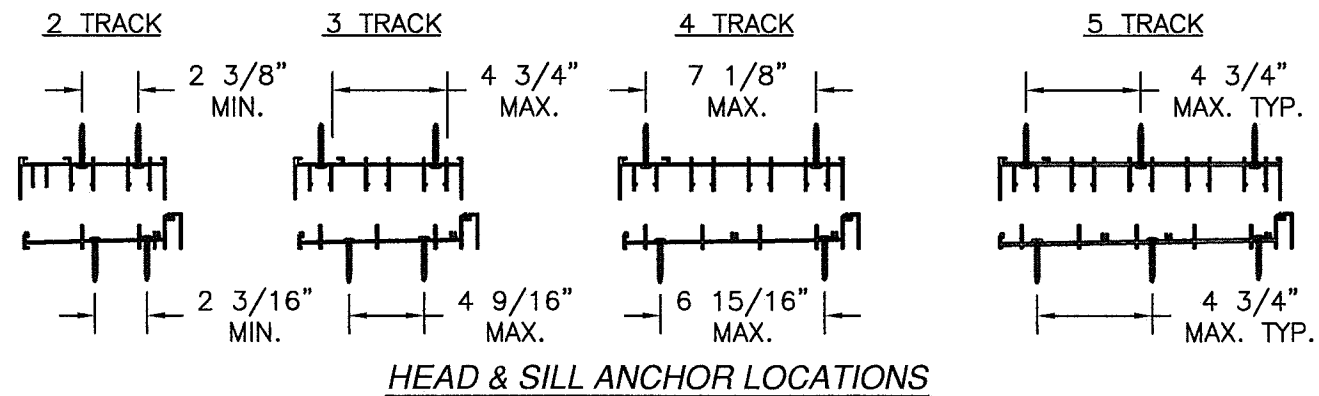 2 TRACK
3 TRACK
4 TRACK
5 TRACK
2 3/8"
MIN.
4 3/4"
MAX.
7 1/8"
MAX.
4 3/4"
MAX. TYP.
2 3/16"
MIN.
4 9/16"
MAX.
6 15/16"
MAX.
4 3/4"
MAX. TYP.
HEAD & SILL ANCHOR LOCATIONS